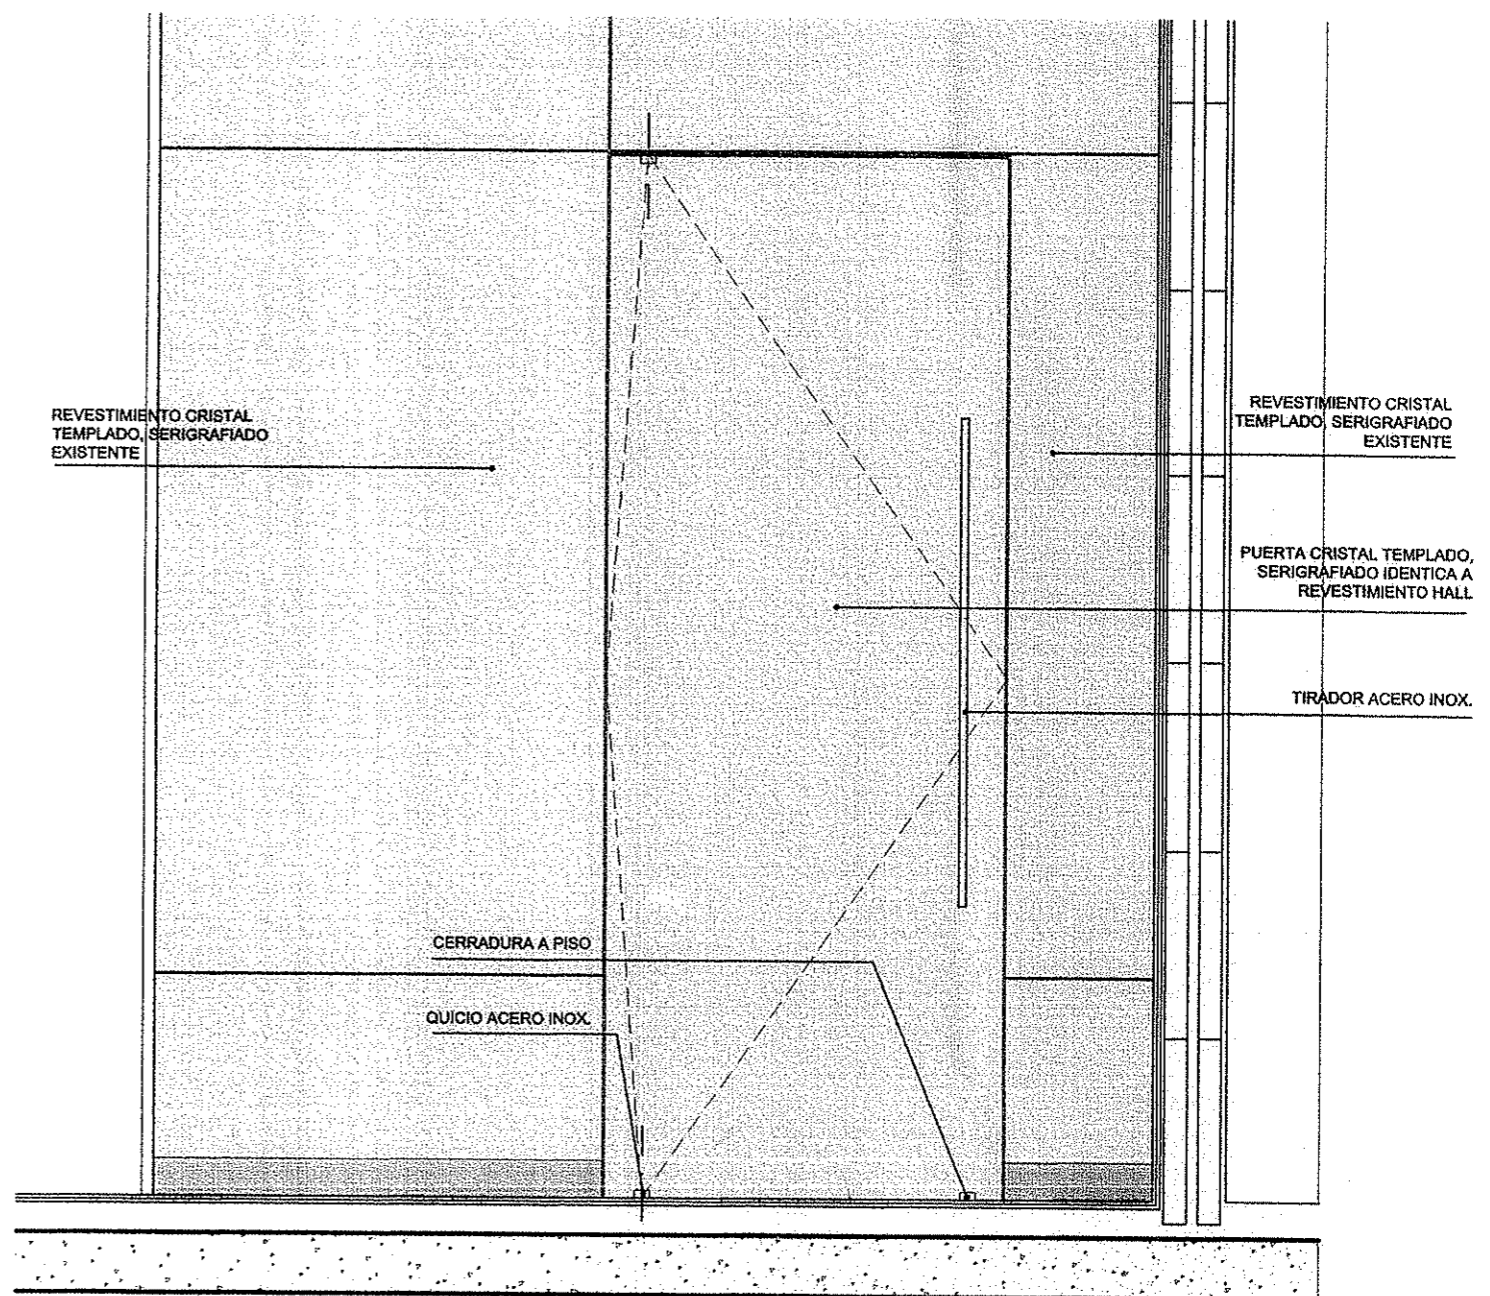 REVESTIMIENTO CRISTAL
TEMPLADO, SERIGRAFIADO
EXISTENTE
REVESTIMIENTO CRISTAL
TEMPLADO, SERIGRAFIADO
EXISTENTE
PUERTA CRISTAL TEMPLADO,
SERIGRAFIADO IDENTICA A
REVESTIMIENTO HALL
TIRADOR ACERO INOX.
CERRADURA A PISO
QUICIO ACERO INOX.